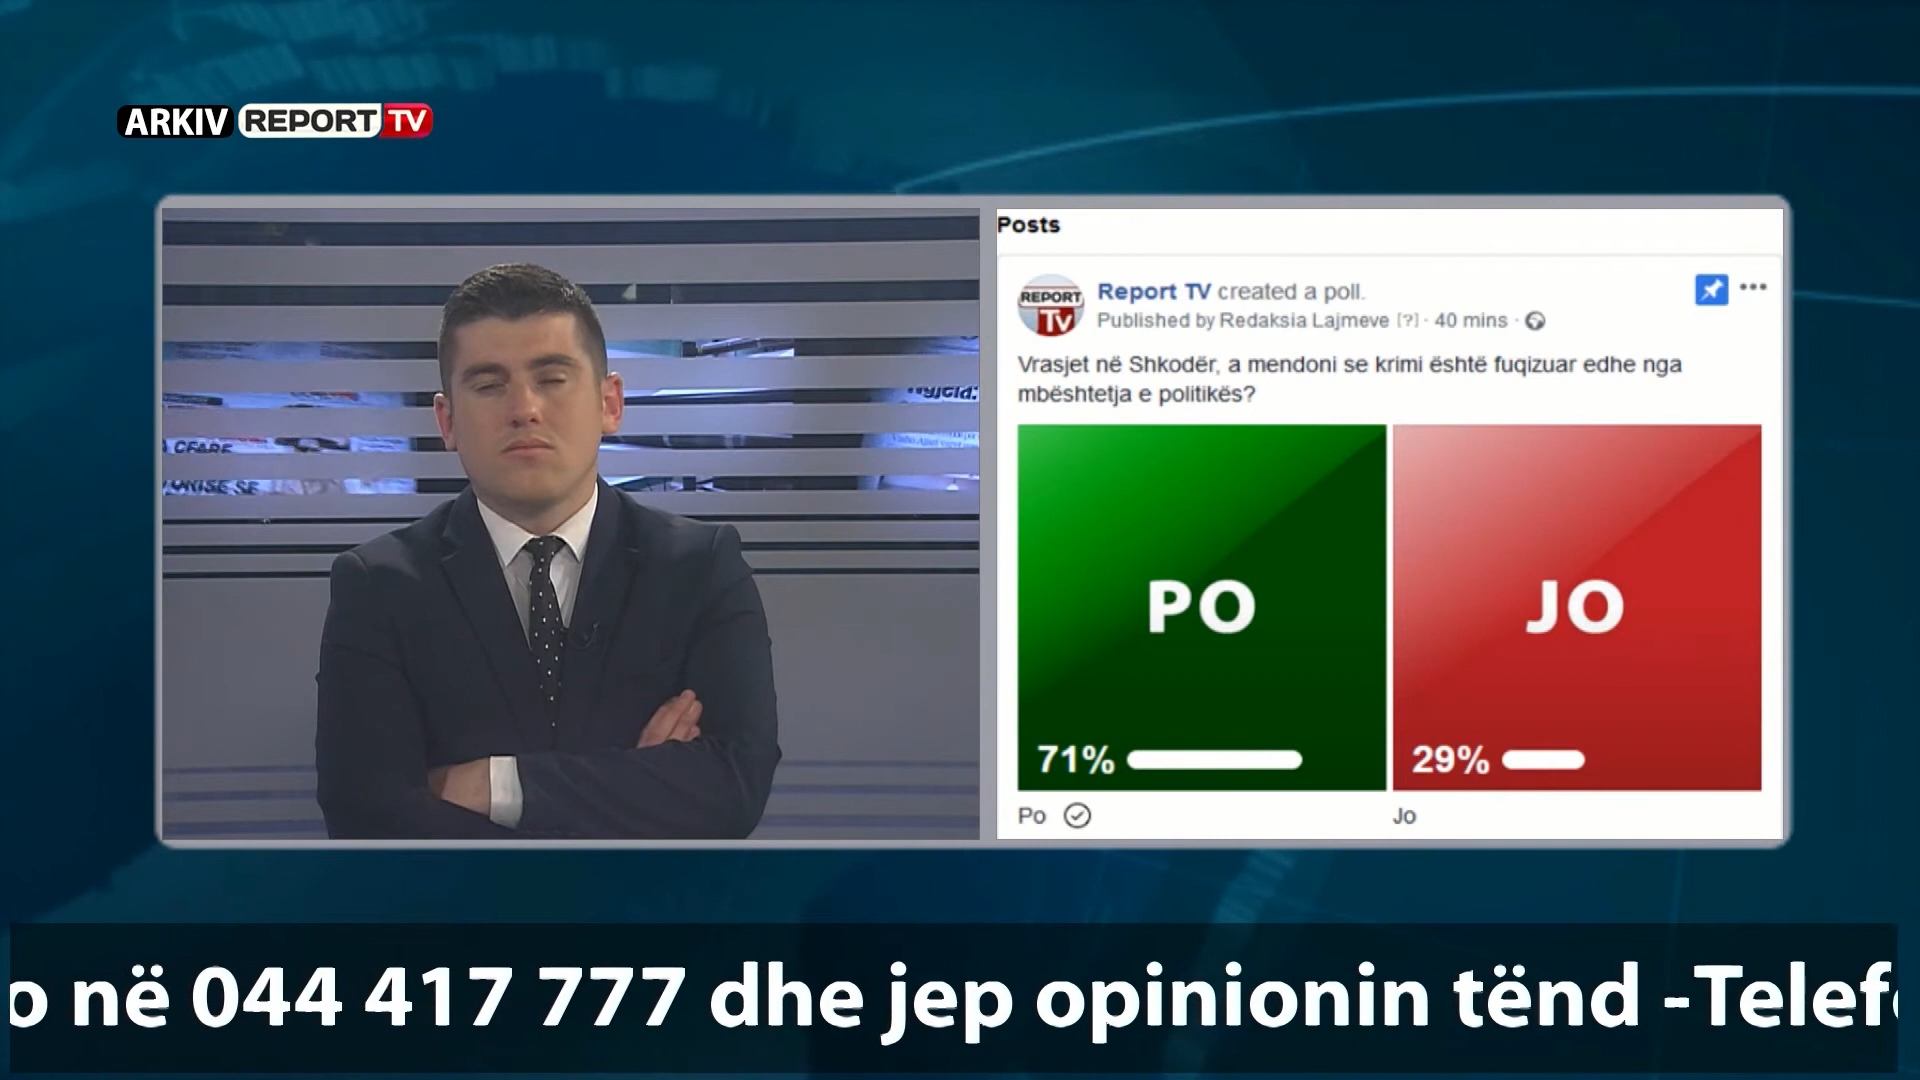 ARKIV REPORT TV
Posts
REPORT
Tv
Report TV created a poll.
Published by Redaksia Lajmeve [?] · 40 mins ·
Vrasjet në Shkodër, a mendoni se krimi është fuqizuar edhe nga
mbështetja e politikës?
PO
JO
71%
29%
Po
Jo
o në 044 417 777 dhe jep opinionin tënd -Telefo